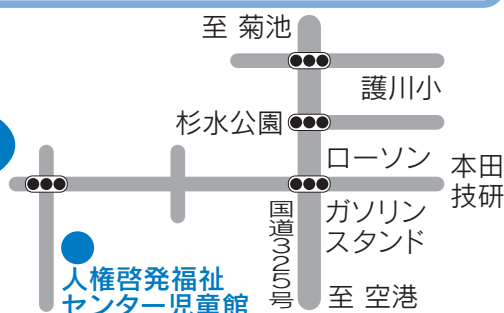 至 菊池
護川小
杉水公園
ローソン
本田
技研
国道325号
ガソリン
スタンド
人権啓発福祉
センター児童館
至 空港